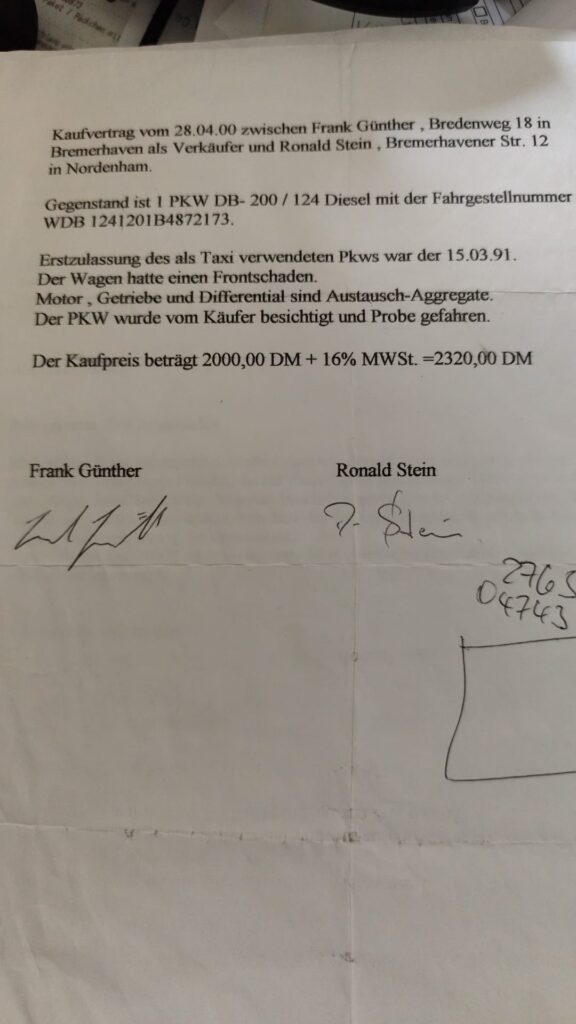 Kaufvertrag vom 28.04.00 zwischen Frank Günther , Bredenweg 18 in
Bremerhaven als Verkäufer und Ronald Stein , Bremerhavener Str. 12
in Nordenham.
Gegenstand ist 1 PKW DB- 200 / 124 Diesel mit der Fahrgestellnummer
WDB 1241201B4872173.
Erstzulassung des als Taxi verwendeten Pkws war der 15.03.91.
Der Wagen hatte einen Frontschaden.
Motor , Getriebe und Differential sind Austausch-Aggregate.
Der PKW wurde vom Käufer besichtigt und Probe gefahren.
Der Kaufpreis beträgt 2000,00 DM + 16% MWSt. =2320,00 DM
Frank Günther Ronald Stein
Stein
2765
04743